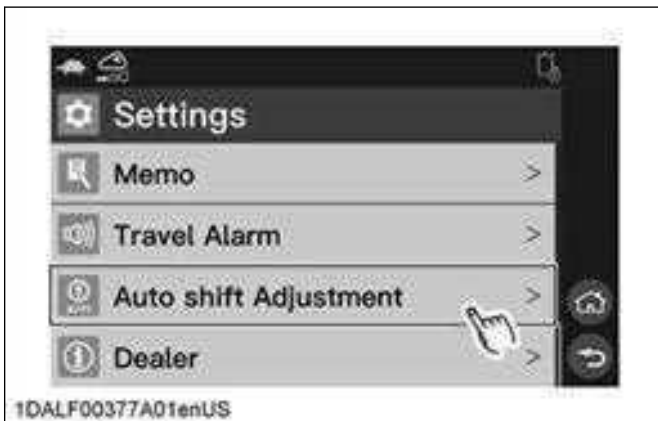 Settings
Memo
>
Travel Alarm
>
Auto shift Adjustment
>
Dealer
>
1DALF00377A01enUS